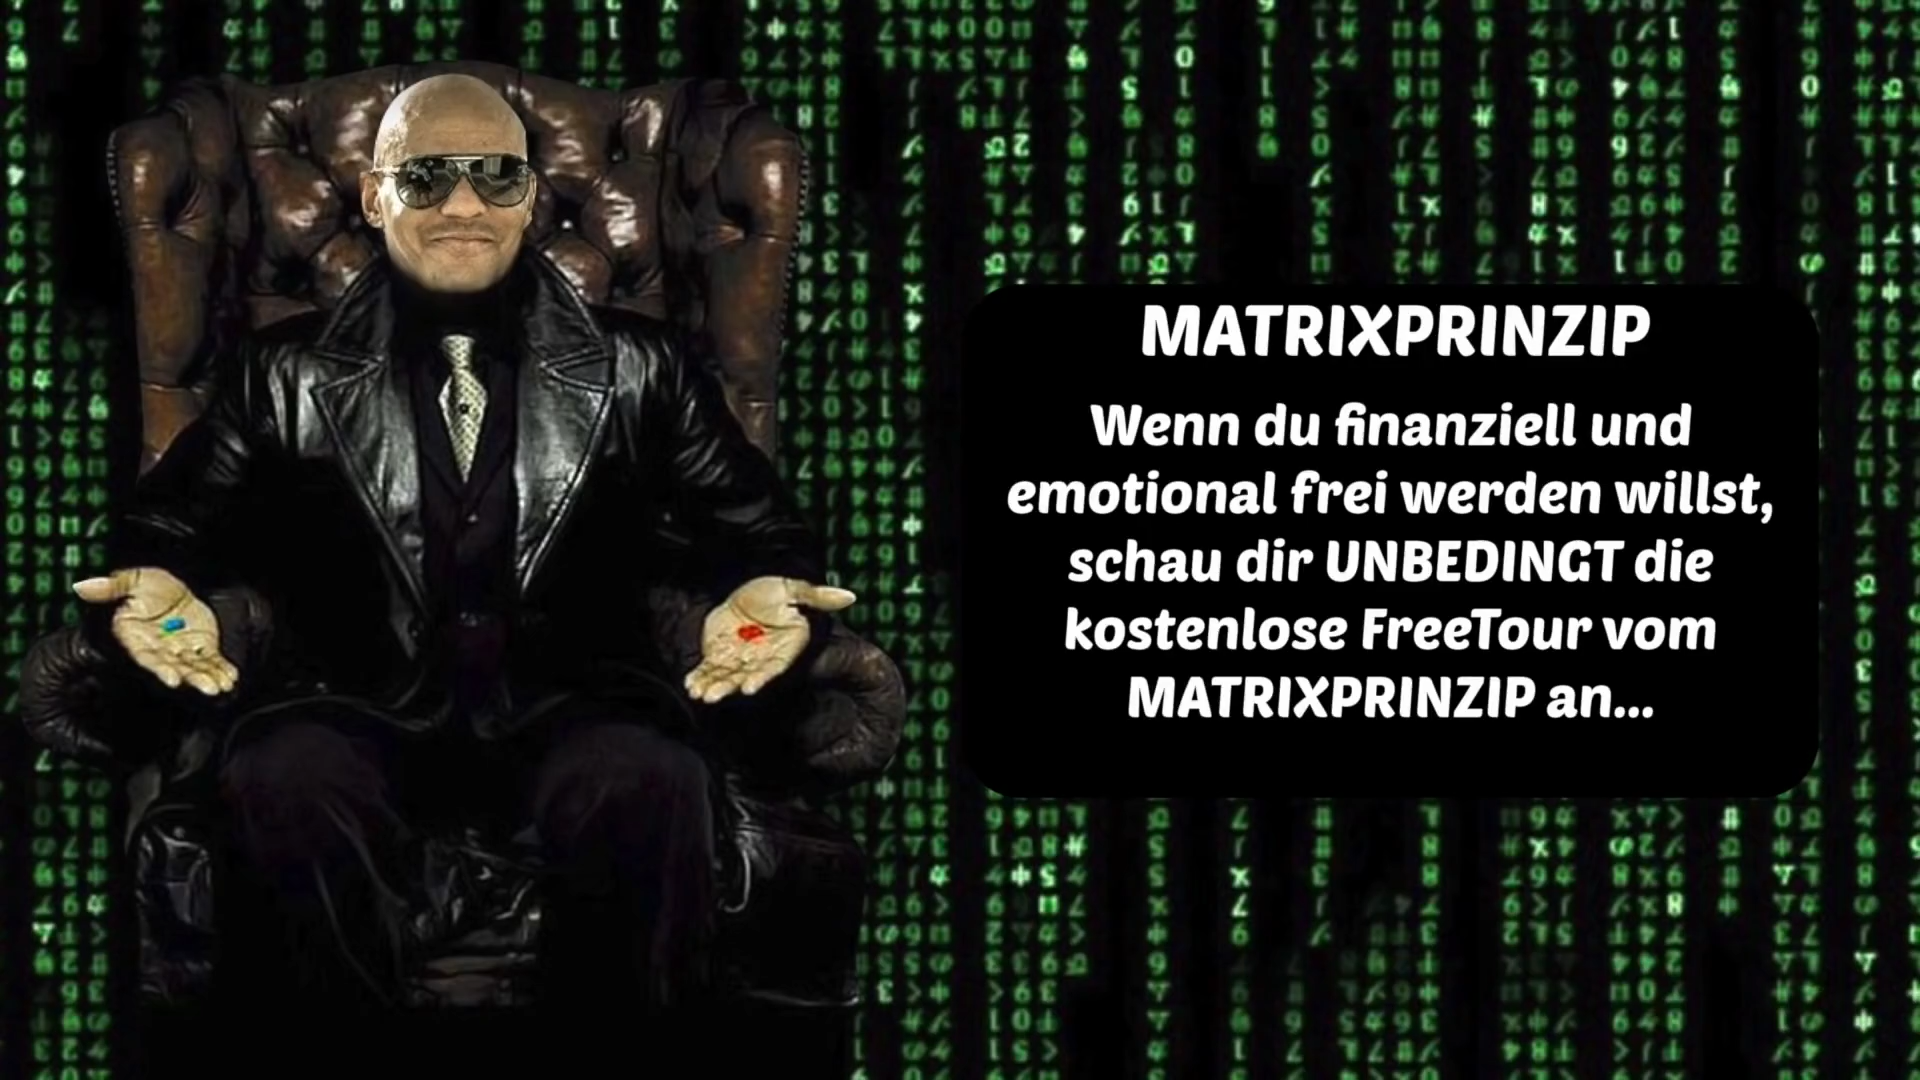 MATRIXPRINZIP
Wenn du finanziell und
emotional frei werden willst,
schau dir UNBEDINGT die
kostenlose FreeTour vom
MATRIXPRINZIP an...